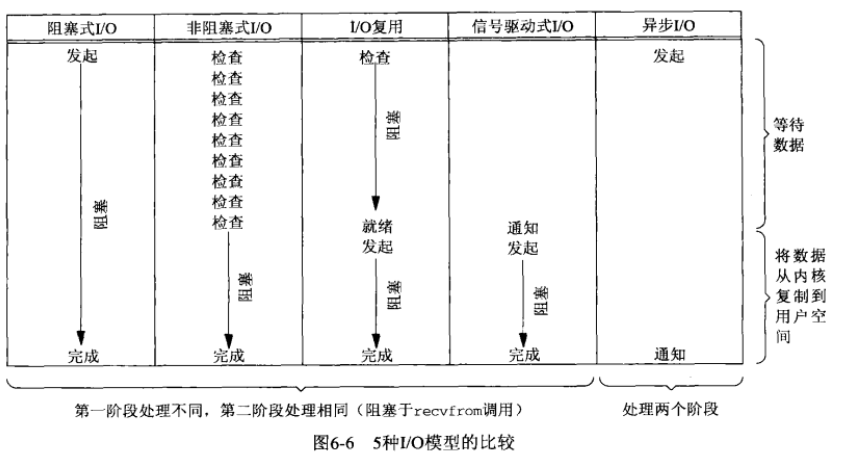 阻塞式I/O 非阻塞式I/O I/O复用 信号驱动式I/O 异步I/O
发起 检查 检查 发起
检查
检查
检查
检查
检查
检查
检查
检查
阻塞
等待
数据
阻塞
就绪 通知
发起 发起
阻塞 阻塞 阻塞
将数据
从内核
复制到
用户空
间
完成 完成 完成 完成 通知
第一阶段处理不同，第二阶段处理相同（阻塞于recvfrom调用） 处理两个阶段
图6-6 5种I/O模型的比较